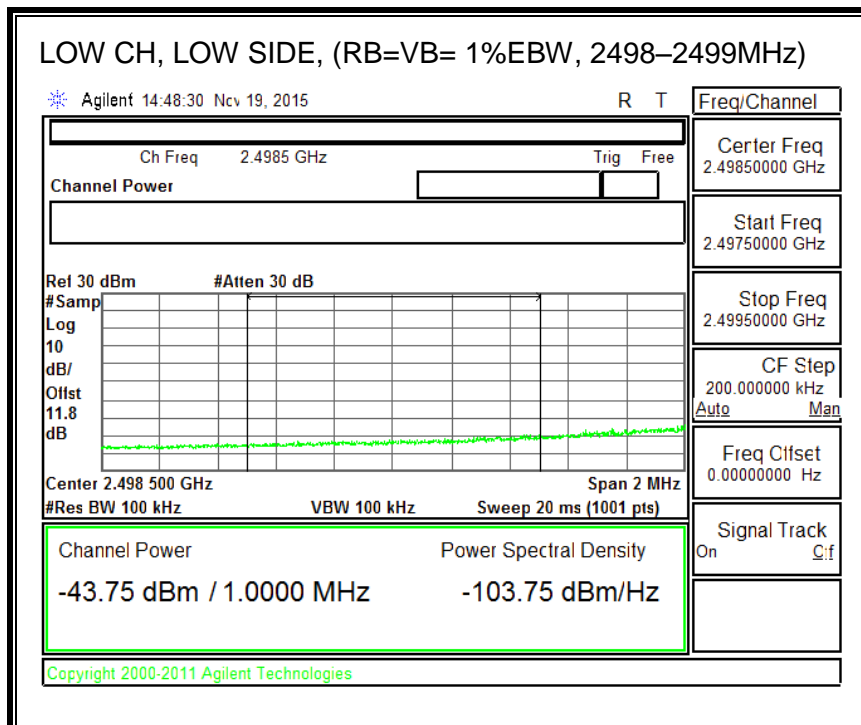 LOW CH, LOW SIDE, (RB=VB= 1%EBW, 2498–2499MHz)
Agilent 14:48:30 Nov 19, 2015 R T
Freq/Channel
Ch Freq 2.4985 GHz Trig Free
Channel Power
Center Freq
2.49850000 GHz
Start Freq
2.49750000 GHz
Stop Freq
2.49950000 GHz
CF Step
200.000000 kHz
Auto Man
Freq Offset
0.00000000 Hz
Signal Track
On Off
Ref 30 dBm #Atten 30 dB
#Samp
Log
10
dB/
Offst
11.8
dB
Center 2.498 500 GHz Span 2 MHz
#Res BW 100 kHz VBW 100 kHz Sweep 20 ms (1001 pts)
Channel Power Power Spectral Density
-43.75 dBm / 1.0000 MHz -103.75 dBm/Hz
Copyright 2000-2011 Agilent Technologies